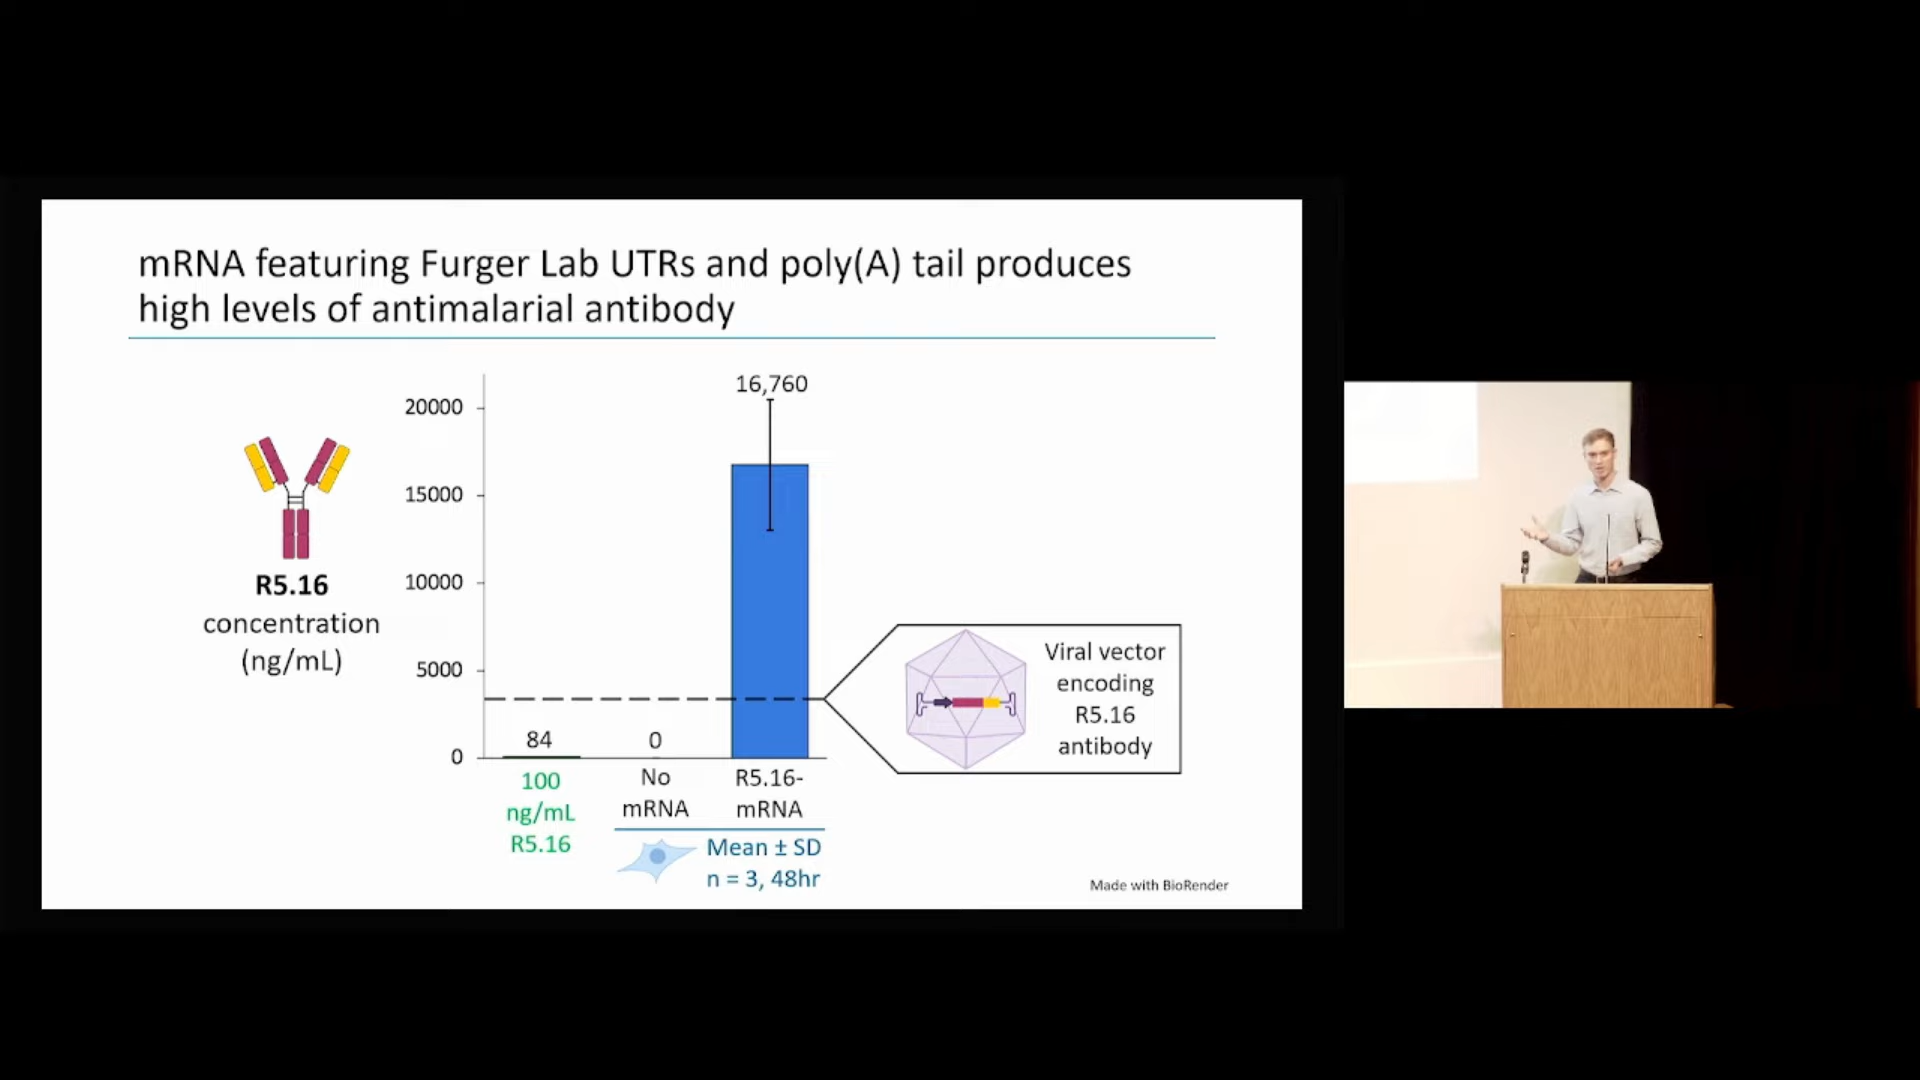 mRNA featuring Furger Lab UTRs and poly(A) tail produces
high levels of antimalarial antibody
R5.16
concentration
(ng/mL)
20000
15000
10000
5000
0
84
0
16,760
100
ng/mL
R5.16
No
mRNA
R5.16-
mRNA
Mean ± SD
n = 3, 48hr
Viral vector
encoding
R5.16
antibody
Made with BioRender